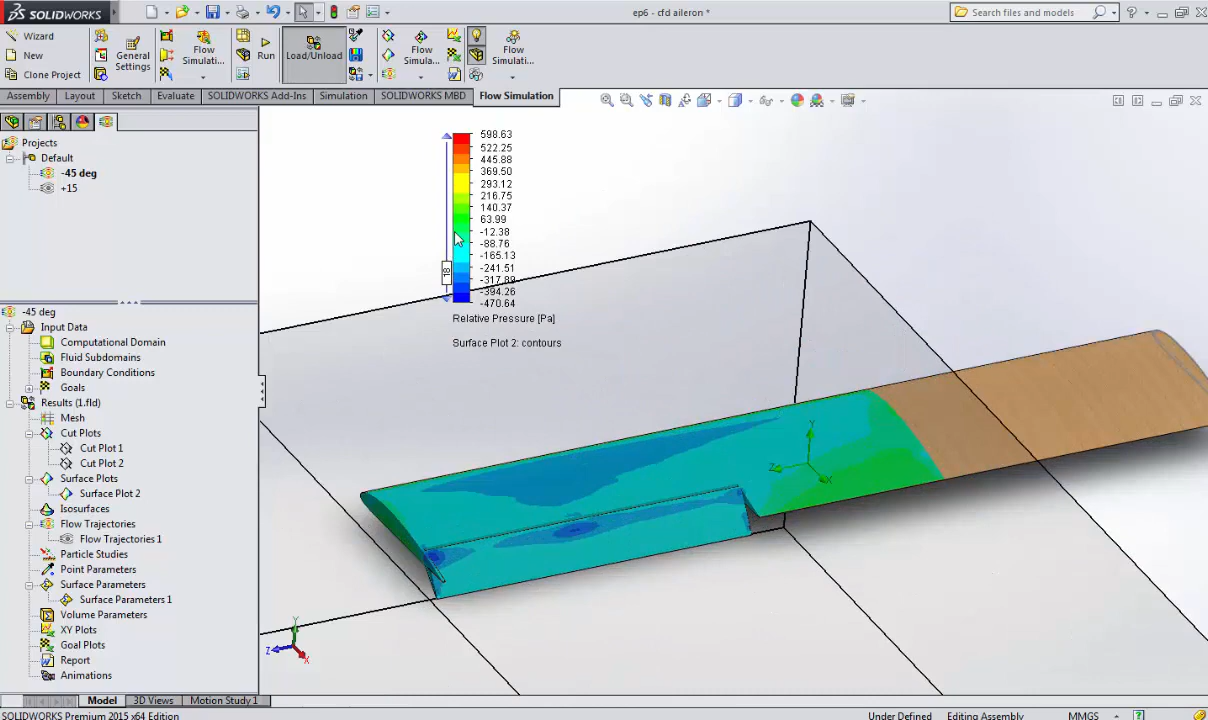 SOLIDWORKS
ep6 - cfd aileron *
Search files and models
?
Wizard
New
Clone Project
General
Settings
Flow
Simulati...
Run
Load/Unload
Flow
Simula...
Flow
Simulati...
Assembly
Layout
Sketch
Evaluate
SOLIDWORKS Add-Ins
Simulation
SOLIDWORKS MBD
Flow Simulation
Projects
Default
-45 deg
+15
598.63
522.25
445.88
369.50
293.12
216.75
140.37
63.99
-12.38
-88.76
-165.13
-241.51
-317.89
-394.26
-470.64
18
Relative Pressure [Pa]
Surface Plot 2: contours
-45 deg
Input Data
Computational Domain
Fluid Subdomains
Boundary Conditions
Goals
Results (1.fld)
Mesh
Cut Plots
Cut Plot 1
Cut Plot 2
Surface Plots
Surface Plot 2
Isosurfaces
Flow Trajectories
Flow Trajectories 1
Particle Studies
Point Parameters
Surface Parameters
Surface Parameters 1
Volume Parameters
XY Plots
Goal Plots
Report
Animations
Y
Z
X
Y
Z
X
Model
3D Views
Motion Study 1
SOLIDWORKS Premium 2015 x64 Edition
Under Defined
Editing Assembly
MMGS
?